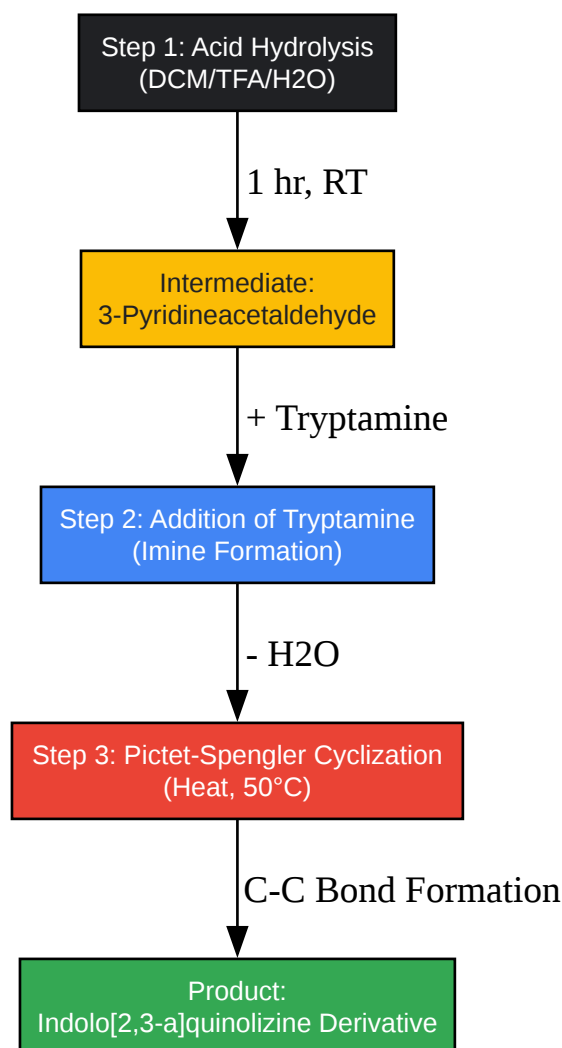 Step 1: Acid Hydrolysis
(DCM/TFA/H2O)
1 hr, RT
Intermediate:
3-Pyridineacetaldehyde
+ Tryptamine
Step 2: Addition of Tryptamine
(Imine Formation)
- H2O
Step 3: Pictet-Spengler Cyclization
(Heat, 50°C)
C-C Bond Formation
Product:
Indolo[2,3-a]quinolizine Derivative